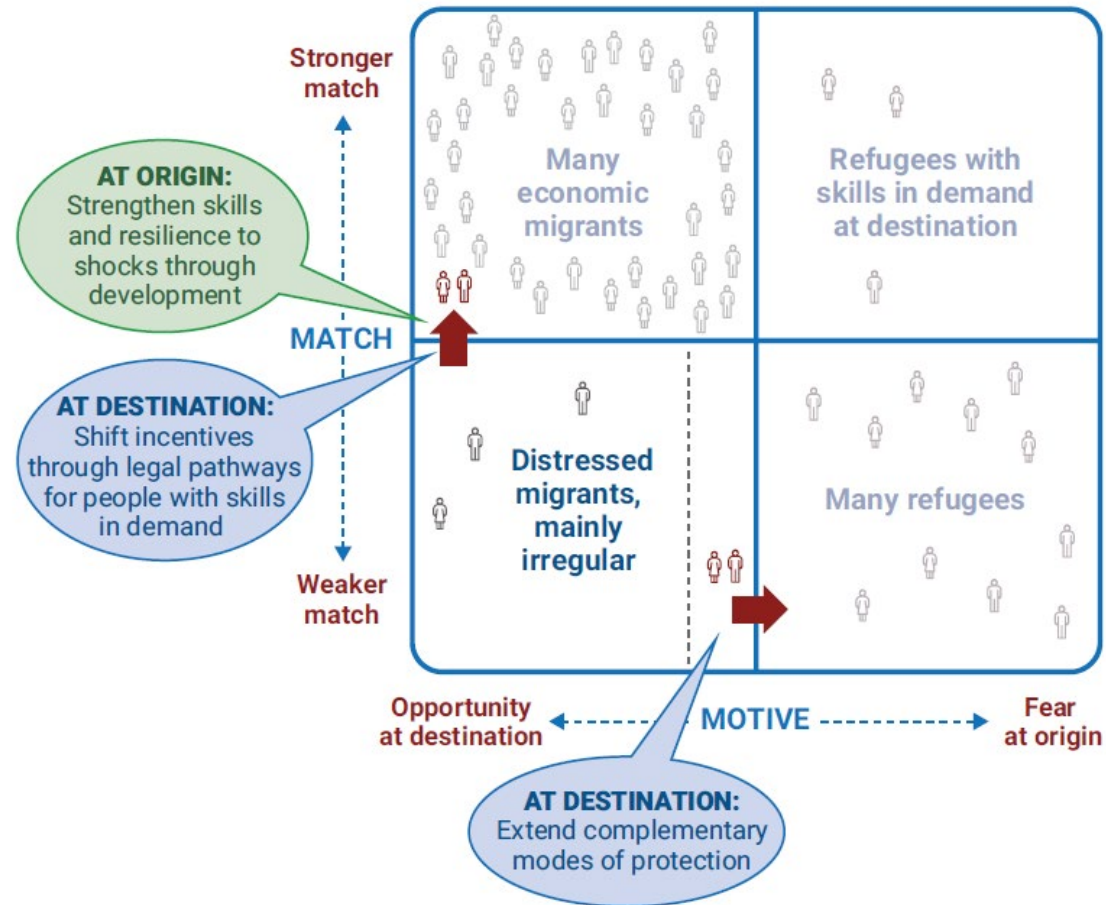 Stronger
match
Many
economic
migrants
Refugees with
skills in demand
at destination
AT ORIGIN:
Strengthen skills
and resilience to
shocks through
development
MATCH
AT DESTINATION:
Shift incentives
through legal pathways
for people with skills
in demand
Distressed
migrants,
mainly
irregular
Many refugees
Weaker
match
Opportunity
at destination
MOTIVE
Fear
at origin
AT DESTINATION:
Extend complementary
modes of protection